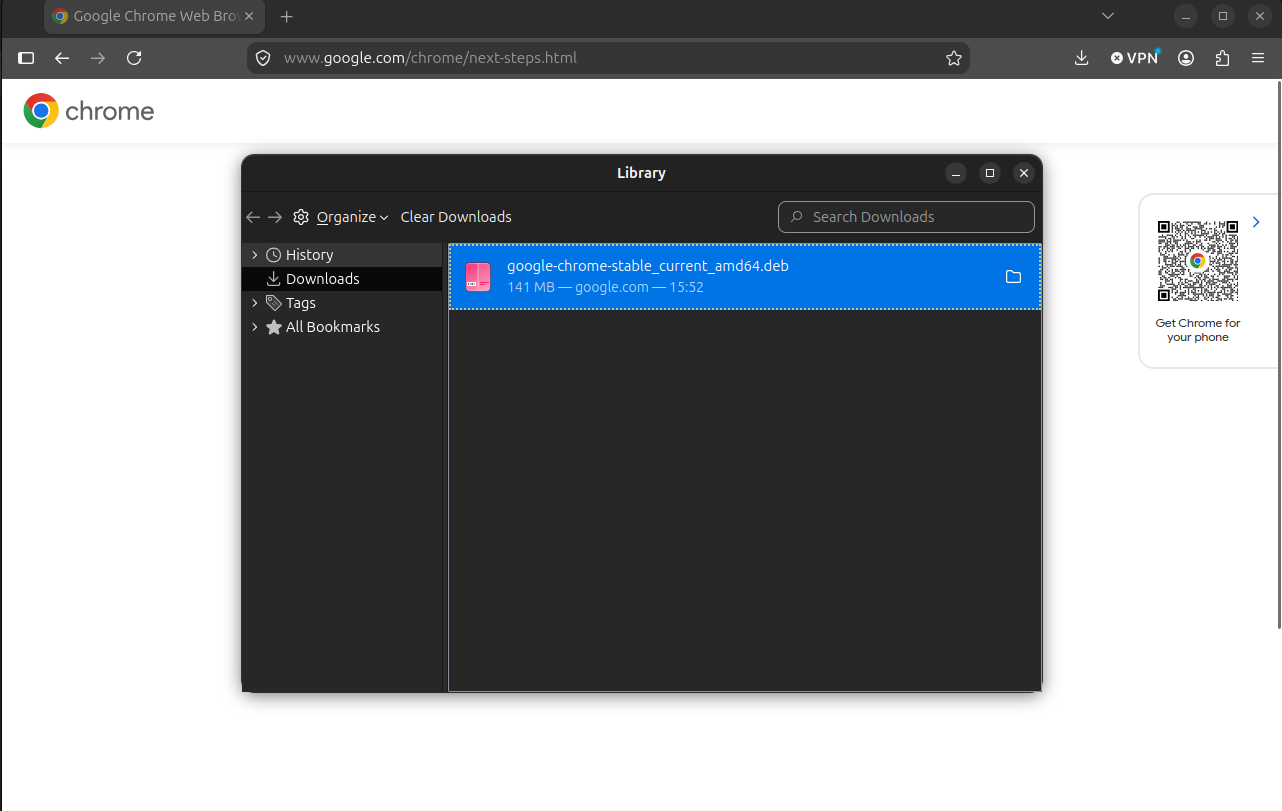 Google Chrome Web Bro
www.google.com/chrome/next-steps.html
VPN
chrome
Library
Organize
Clear Downloads
Search Downloads
History
Downloads
Tags
All Bookmarks
google-chrome-stable_current_amd64.deb
141 MB — google.com — 15:52
Get Chrome for
your phone